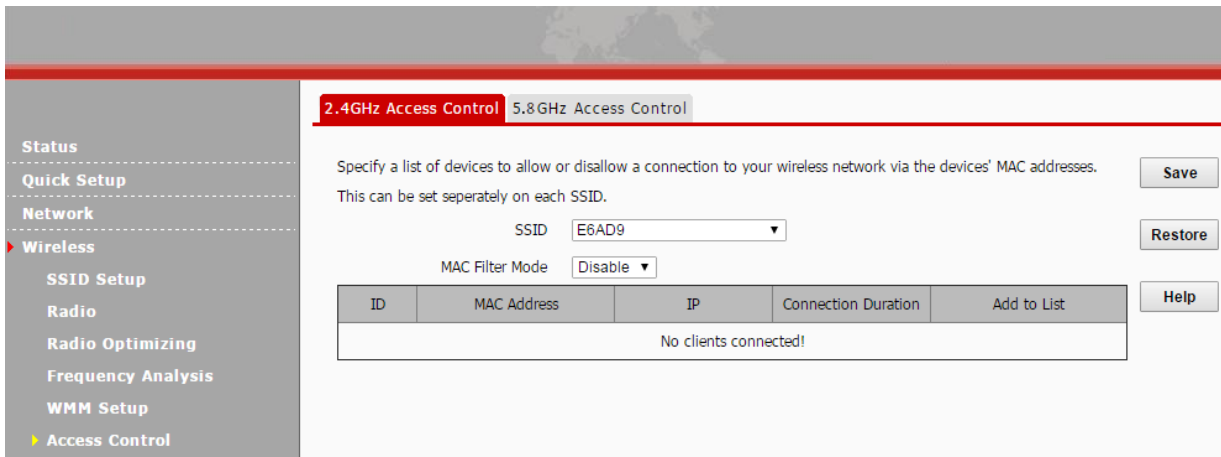 2.4GHz Access Control 5.8GHz Access Control
Status
Quick Setup
Network
Wireless
SSID Setup
Radio
Radio Optimizing
Frequency Analysis
WMM Setup
Access Control
Specify a list of devices to allow or disallow a connection to your wireless network via the devices' MAC addresses.
This can be set seperately on each SSID.
SSID E6AD9
MAC Filter Mode Disable
ID MAC Address IP Connection Duration Add to List
No clients connected!
Save
Restore
Help